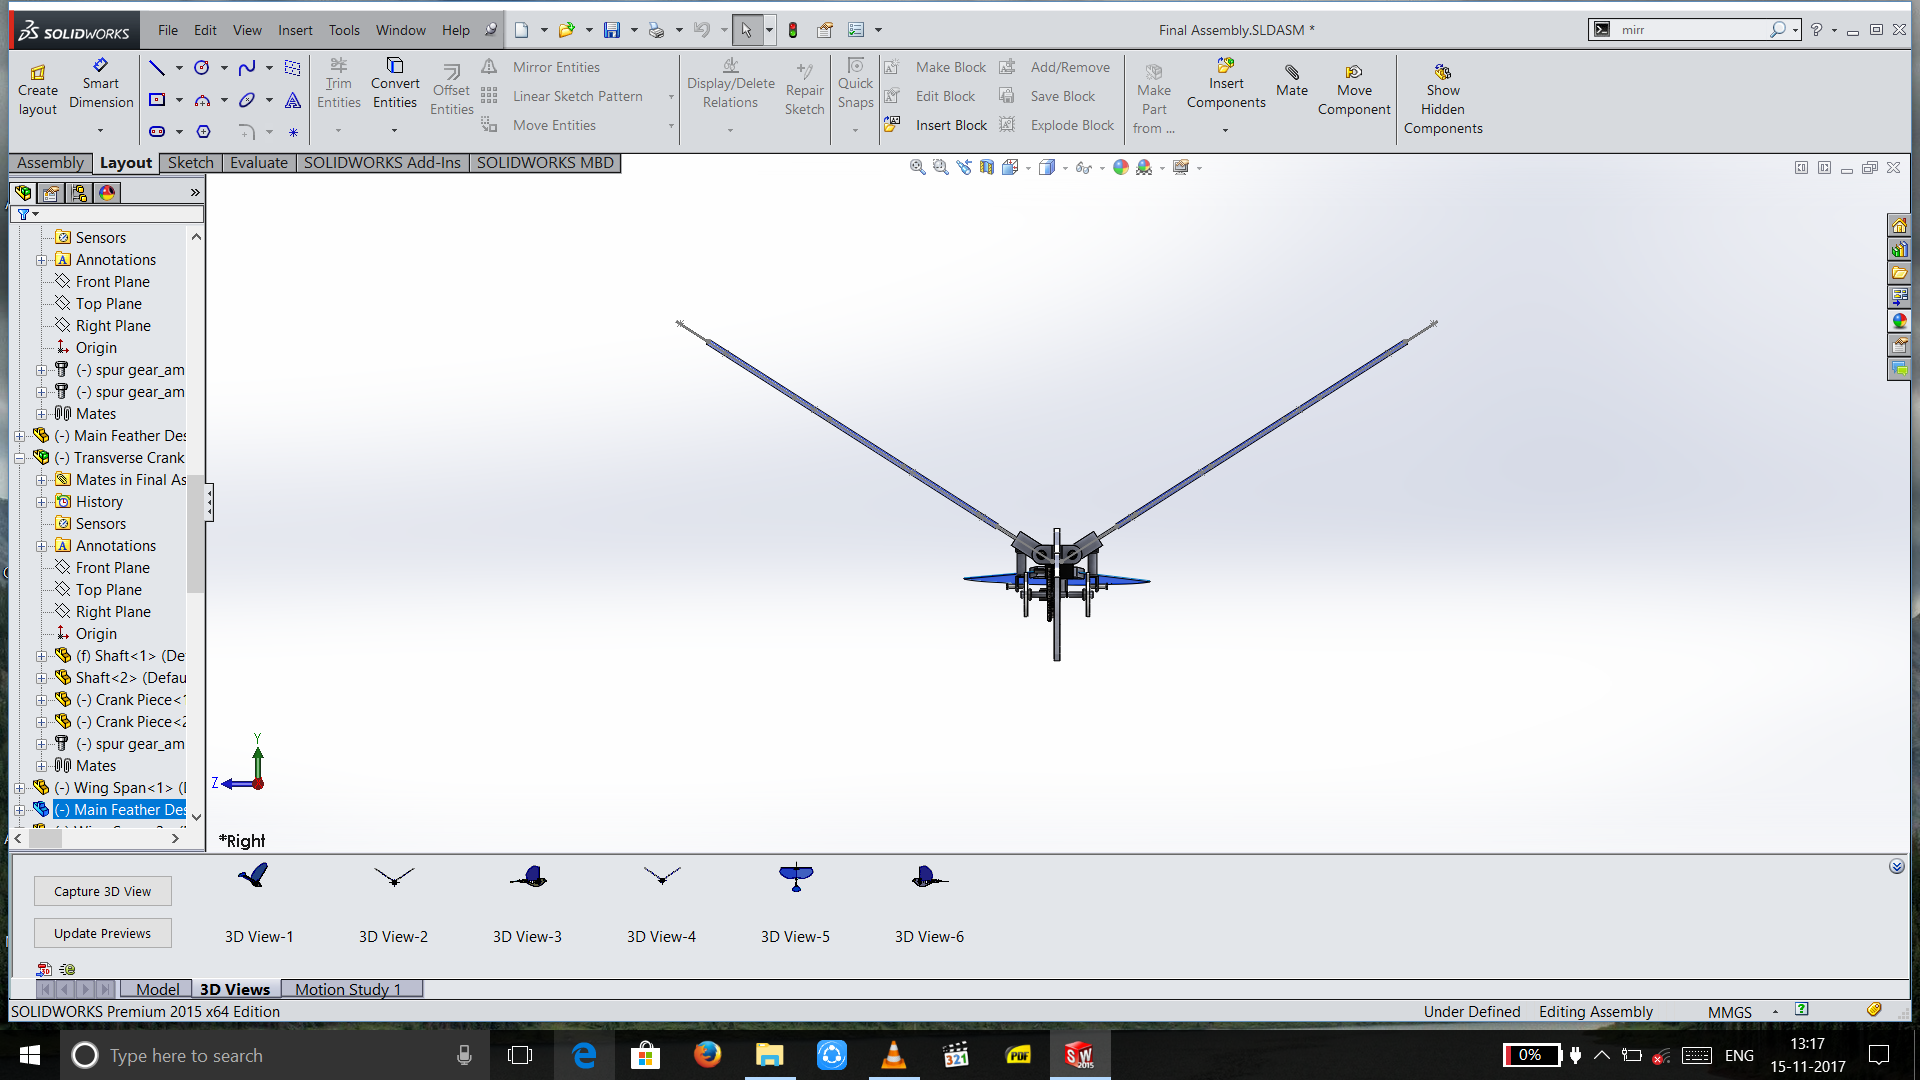 SOLIDWORKS
File Edit View Insert Tools Window Help
Final Assembly.SLDASM *
mirr
Create layout
Smart Dimension
Trim Entities
Convert Entities
Offset Entities
Mirror Entities
Linear Sketch Pattern
Move Entities
Display/Delete Relations
Repair Sketch
Quick Snaps
Make Block
Edit Block
Insert Block
Add/Remove
Save Block
Explode Block
Make Part from ...
Insert Components
Mate
Move Component
Show Hidden Components
Assembly Layout Sketch Evaluate SOLIDWORKS Add-Ins SOLIDWORKS MBD
Sensors
Annotations
Front Plane
Top Plane
Right Plane
Origin
(-) spur gear_am
(-) spur gear_am
Mates
(-) Main Feather Des
(-) Transverse Crank
Mates in Final As
History
Sensors
Annotations
Front Plane
Top Plane
Right Plane
Origin
(f) Shaft<1> (De
Shaft<2> (Defau
(-) Crank Piece<1
(-) Crank Piece<2
(-) spur gear_am
Mates
(-) Wing Span<1> (
(-) Main Feather Des
Y
Z
*Right
Capture 3D View
Update Previews
3D View-1 3D View-2 3D View-3 3D View-4 3D View-5 3D View-6
Model 3D Views Motion Study 1
SOLIDWORKS Premium 2015 x64 Edition
Under Defined Editing Assembly MMGS
Type here to search
321
PDF
SW 2015
0%
ENG
13:17
15-11-2017